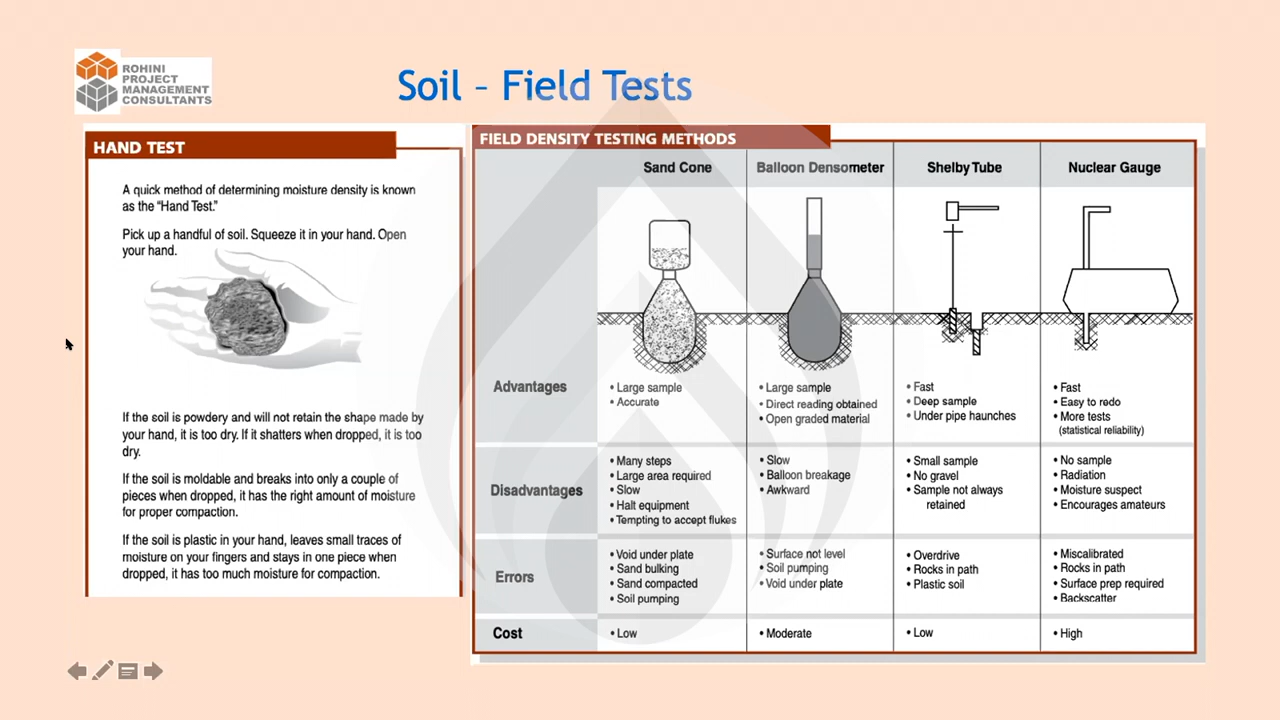 ROHINI
PROJECT
MANAGEMENT
CONSULTANTS
Soil – Field Tests
HAND TEST
A quick method of determining moisture density is known
as the “Hand Test.”
Pick up a handful of soil. Squeeze it in your hand. Open
your hand.
If the soil is powdery and will not retain the shape made by
your hand, it is too dry. If it shatters when dropped, it is too
dry.
If the soil is moldable and breaks into only a couple of
pieces when dropped, it has the right amount of moisture
for proper compaction.
If the soil is plastic in your hand, leaves small traces of
moisture on your fingers and stays in one piece when
dropped, it has too much moisture for compaction.
FIELD DENSITY TESTING METHODS
Sand Cone
Balloon Densometer
Shelby Tube
Nuclear Gauge
Advantages
• Large sample
• Accurate
• Large sample
• Direct reading obtained
• Open graded material
• Fast
• Deep sample
• Under pipe haunches
• Fast
• Easy to redo
• More tests
(statistical reliability)
Disadvantages
• Many steps
• Large area required
• Slow
• Halt equipment
• Tempting to accept flukes
• Slow
• Balloon breakage
• Awkward
• Small sample
• No gravel
• Sample not always
retained
• No sample
• Radiation
• Moisture suspect
• Encourages amateurs
Errors
• Void under plate
• Sand bulking
• Sand compacted
• Soil pumping
• Surface not level
• Soil pumping
• Void under plate
• Overdrive
• Rocks in path
• Plastic soil
• Miscalibrated
• Rocks in path
• Surface prep required
• Backscatter
Cost
• Low
• Moderate
• Low
• High